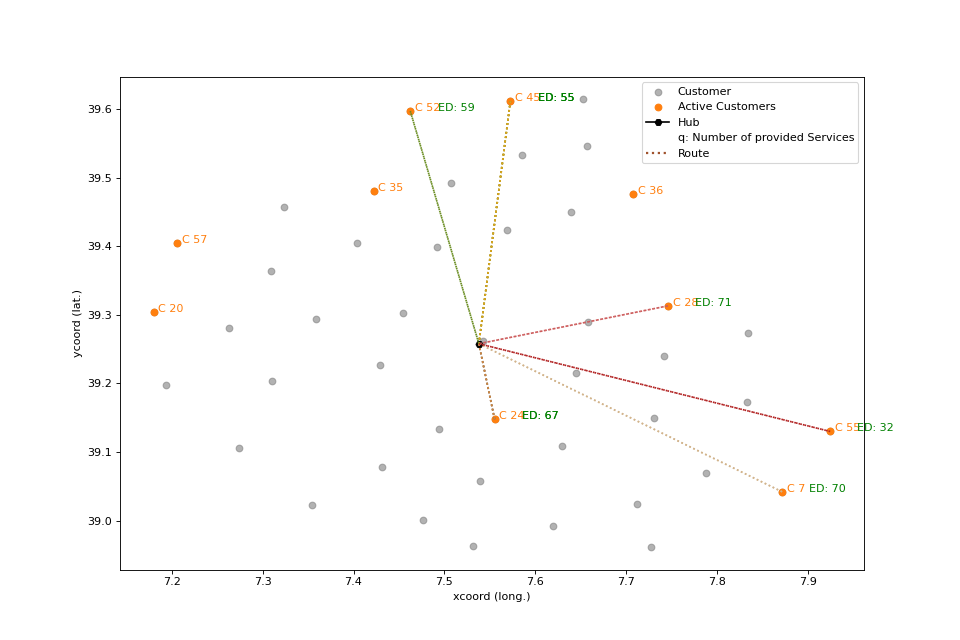 Customer
Active Customers
Hub
q: Number of provided Services
Route
C 52 ED: 59
C 45 ED: 55
C 35
C 36
C 57
C 20
C 28 ED: 71
C 24 ED: 67
C 55 ED: 32
C 7 ED: 70
39.6
39.5
39.4
39.3
39.2
39.1
39.0
ycoord (lat.)
7.2 7.3 7.4 7.5 7.6 7.7 7.8 7.9
xcoord (long.)